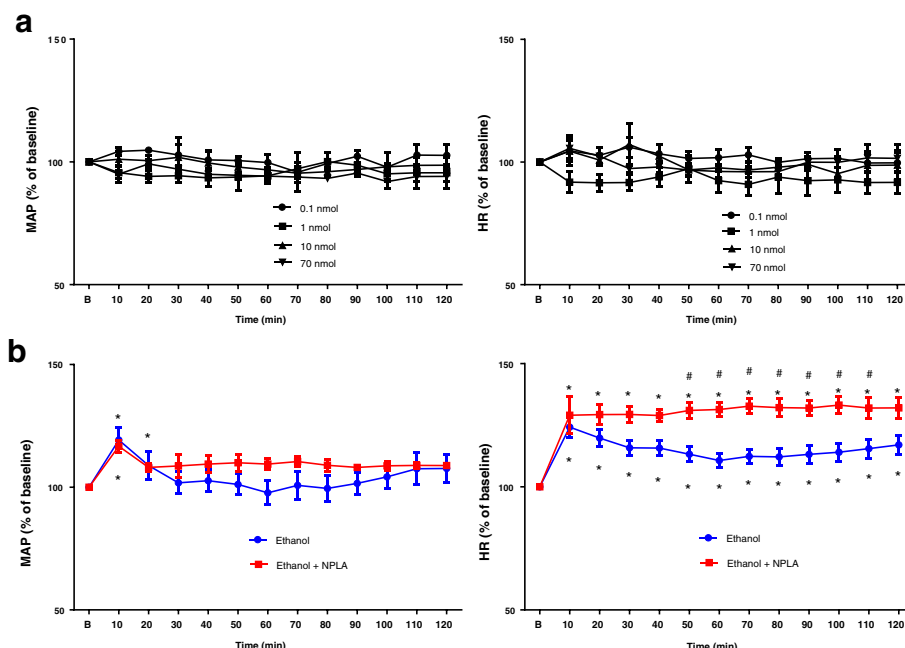 a
150
100
50
MAP (% of baseline)
0.1 nmol
1 nmol
10 nmol
70 nmol
B 10 20 30 40 50 60 70 80 90 100 110 120
Time (min)
150
100
50
HR (% of baseline)
0.1 nmol
1 nmol
10 nmol
70 nmol
B 10 20 30 40 50 60 70 80 90 100 110 120
Time (min)
b
150
100
50
MAP (% of baseline)
* *
*
Ethanol
Ethanol + NPLA
B 10 20 30 40 50 60 70 80 90 100 110 120
Time (min)
150
100
50
HR (% of baseline)
# # # # # # #
* * * * * * * * * * * *
* * * * * * * * * * * *
Ethanol
Ethanol + NPLA
B 10 20 30 40 50 60 70 80 90 100 110 120
Time (min)